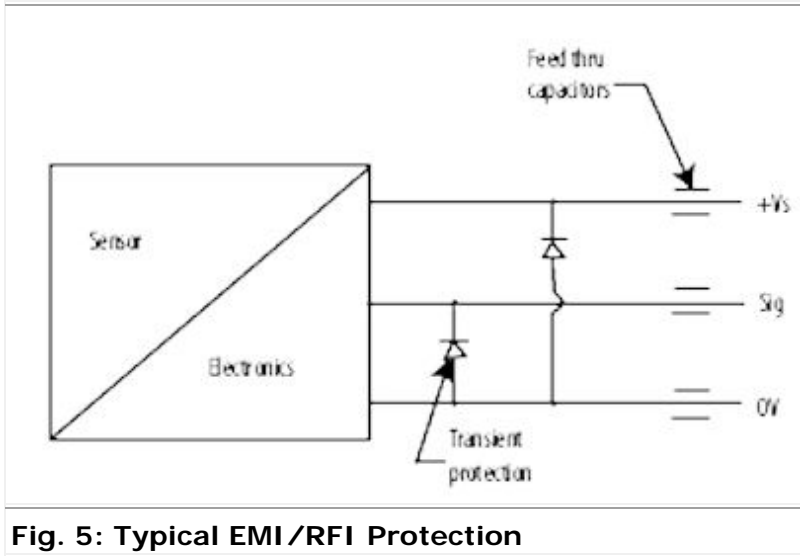 Feed thru
capacitors
+Vs
Sensor
Sig
Electronics
0V
Transient
protection
Fig. 5: Typical EMI/RFI Protection